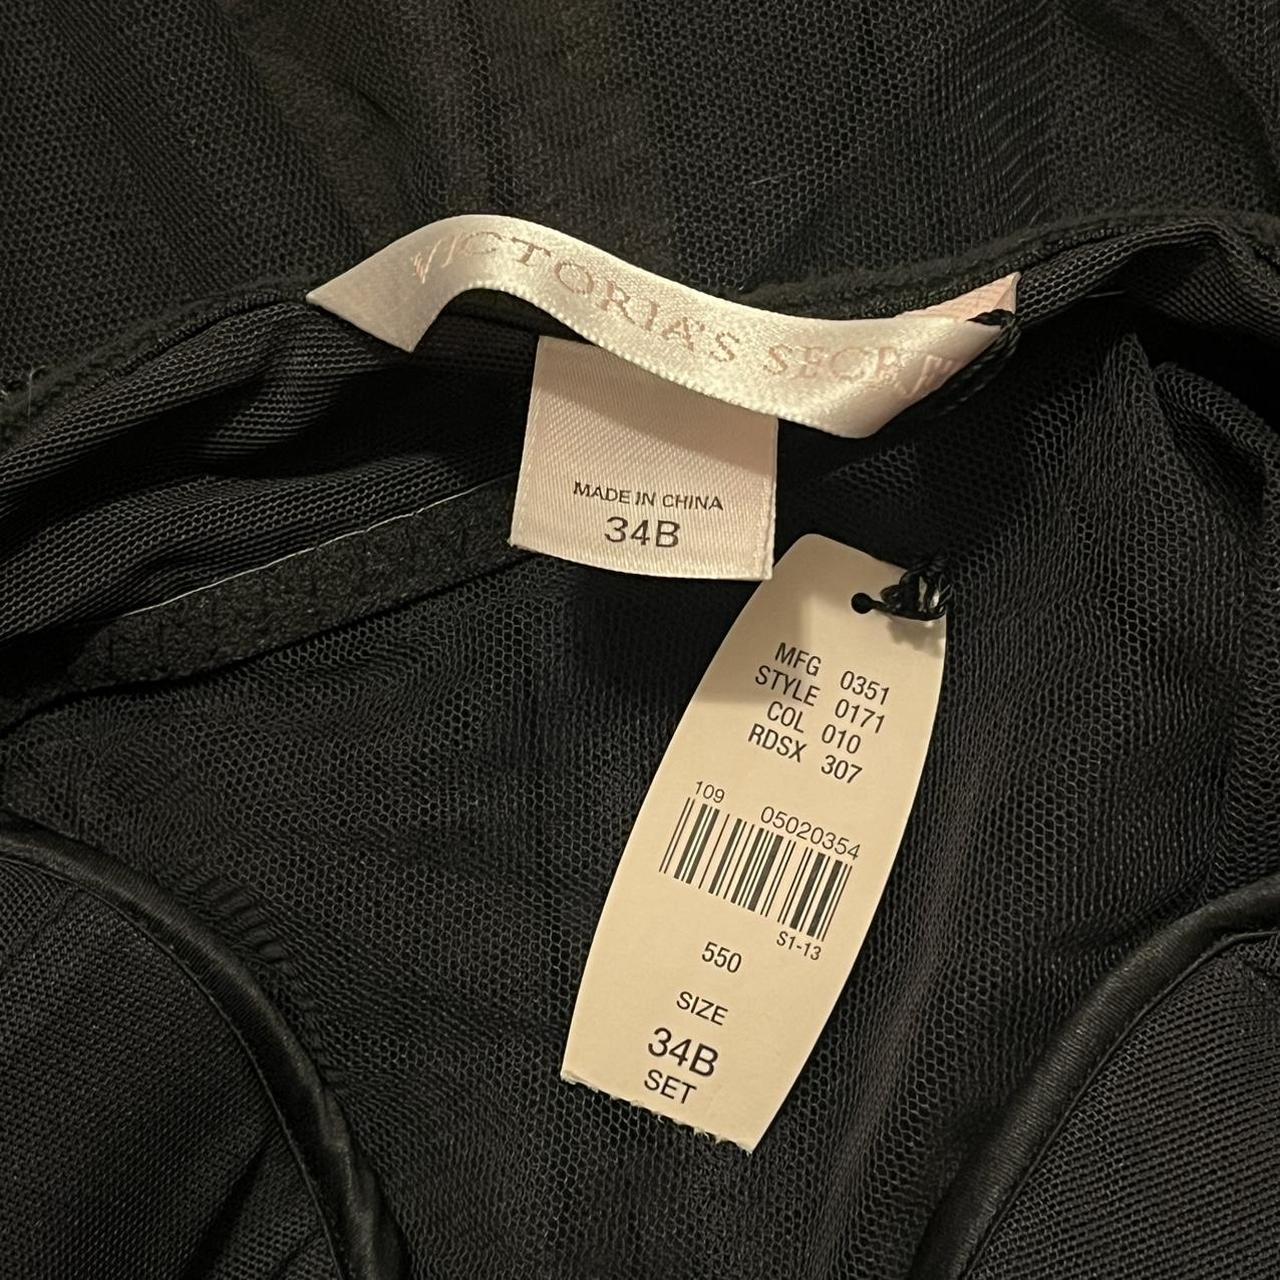 VICTORIA'S SECRET
MADE IN CHINA
34B
MFG 0351
STYLE 0171
COL 010
RDSX 307
109 05020354
S1-13
550
SIZE
34B
SET